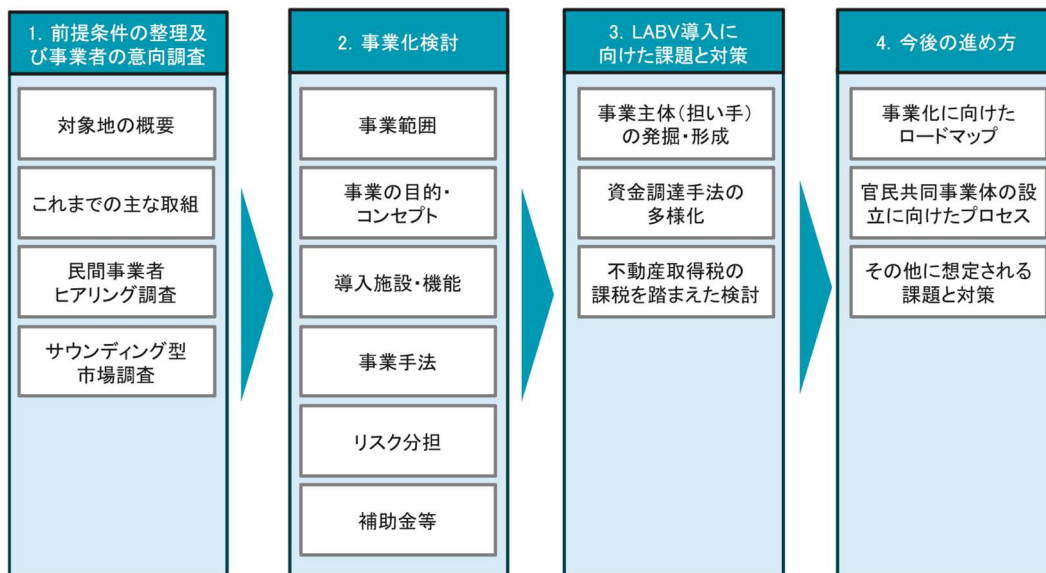 1. 前提条件の整理及
び事業者の意向調査
対象地の概要
これまでの主な取組
民間事業者
ヒアリング調査
サウンディング型
市場調査
2. 事業化検討
事業範囲
事業の目的・
コンセプト
導入施設・機能
事業手法
リスク分担
補助金等
3. LABV導入に
向けた課題と対策
事業主体(担い手)
の発掘・形成
資金調達手法の
多様化
不動産取得税の
課税を踏まえた検討
4. 今後の進め方
事業化に向けた
ロードマップ
官民共同事業体の設
立に向けたプロセス
その他に想定される
課題と対策